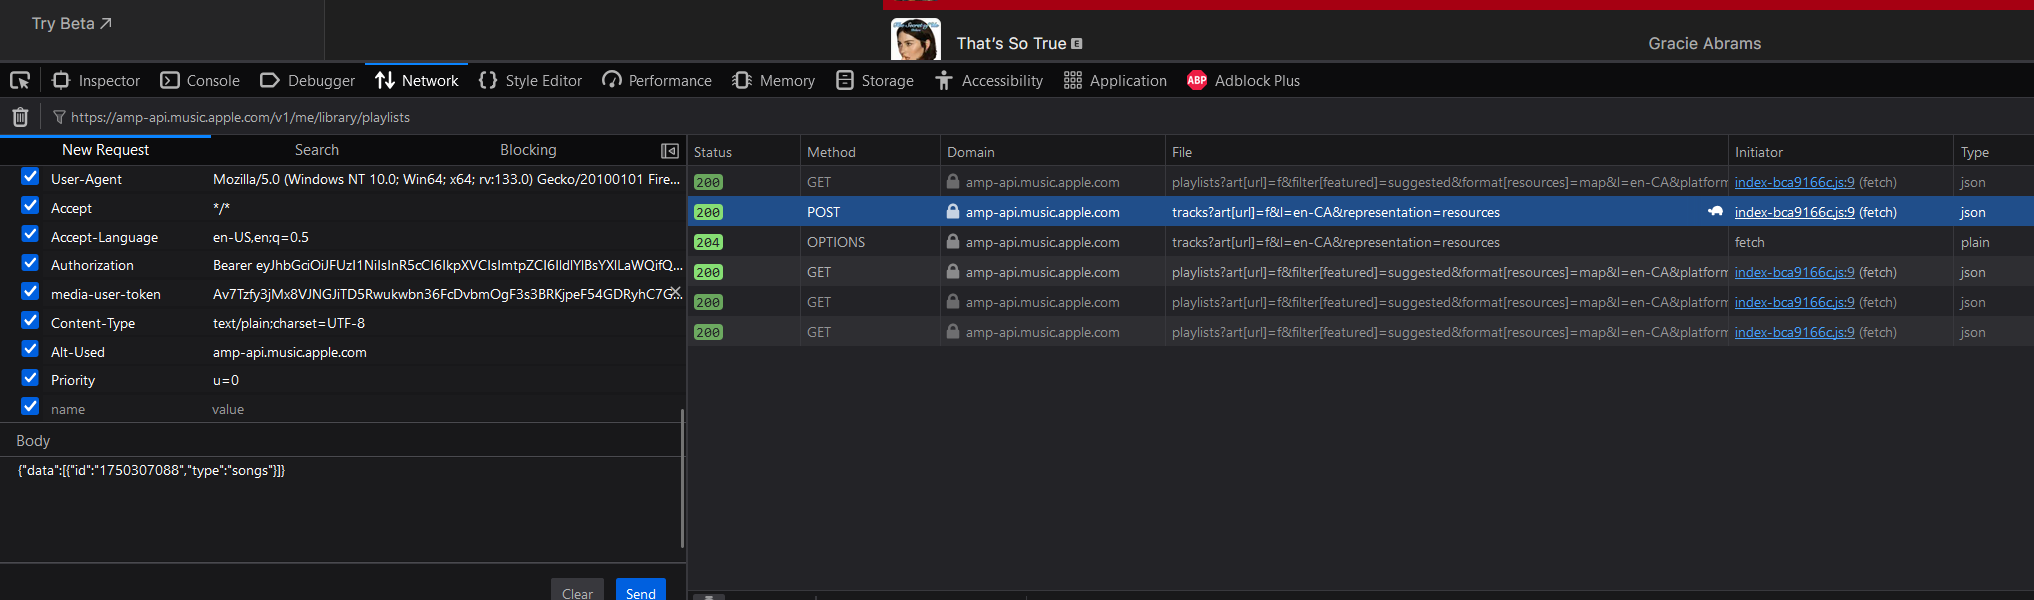 Try Beta
That's So True E
Gracie Abrams
Inspector Console Debugger Network Style Editor Performance Memory Storage Accessibility Application ABP Adblock Plus
https://amp-api.music.apple.com/v1/me/library/playlists
New Request Search Blocking
User-Agent Mozilla/5.0 (Windows NT 10.0; Win64; x64; rv:133.0) Gecko/20100101 Fire...
Accept */*
Accept-Language en-US,en;q=0.5
Authorization
media-user-token
Content-Type text/plain;charset=UTF-8
Alt-Used amp-api.music.apple.com
Priority u=0
name value
Body
{"data":[{"id":"1750307088","type":"songs"}]}
Clear Send
Status Method Domain File Initiator Type
200 GET amp-api.music.apple.com playlists?art[url]=f&filter[featured]=suggested&format[resources]=map&l=en-CA&platform index-bca9166c.js:9 (fetch) json
200 POST amp-api.music.apple.com tracks?art[url]=f&l=en-CA&representation=resources index-bca9166c.js:9 (fetch) json
204 OPTIONS amp-api.music.apple.com tracks?art[url]=f&l=en-CA&representation=resources fetch plain
200 GET amp-api.music.apple.com playlists?art[url]=f&filter[featured]=suggested&format[resources]=map&l=en-CA&platform index-bca9166c.js:9 (fetch) json
200 GET amp-api.music.apple.com playlists?art[url]=f&filter[featured]=suggested&format[resources]=map&l=en-CA&platform index-bca9166c.js:9 (fetch) json
200 GET amp-api.music.apple.com playlists?art[url]=f&filter[featured]=suggested&format[resources]=map&l=en-CA&platform index-bca9166c.js:9 (fetch) json